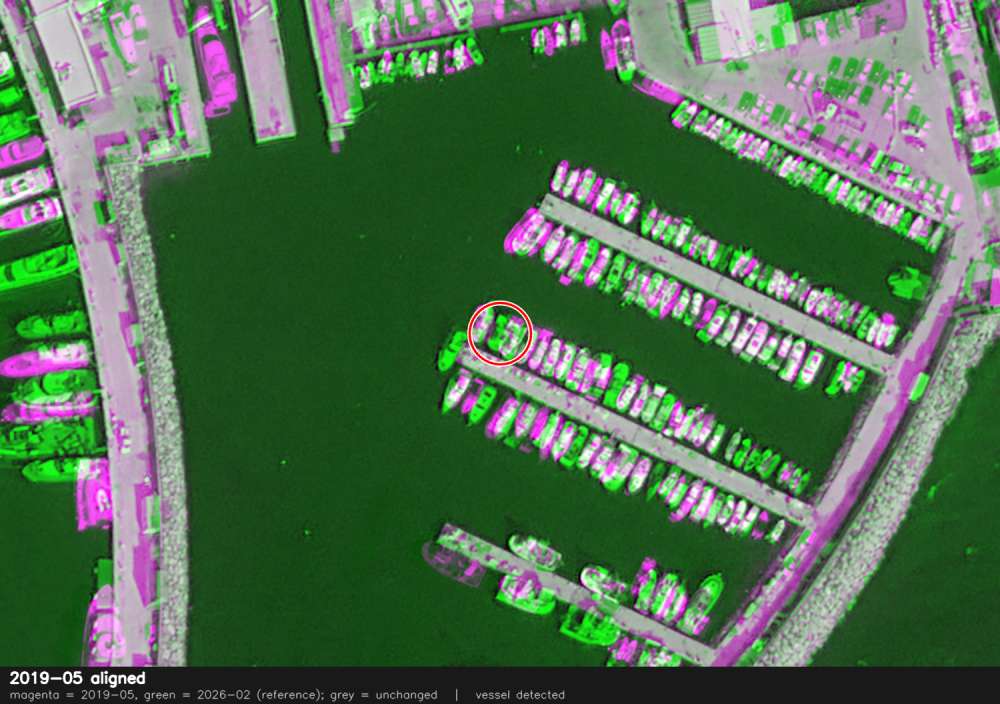 2019-05 aligned
magenta = 2019-05, green = 2026-02 (reference); grey = unchanged | vessel detected